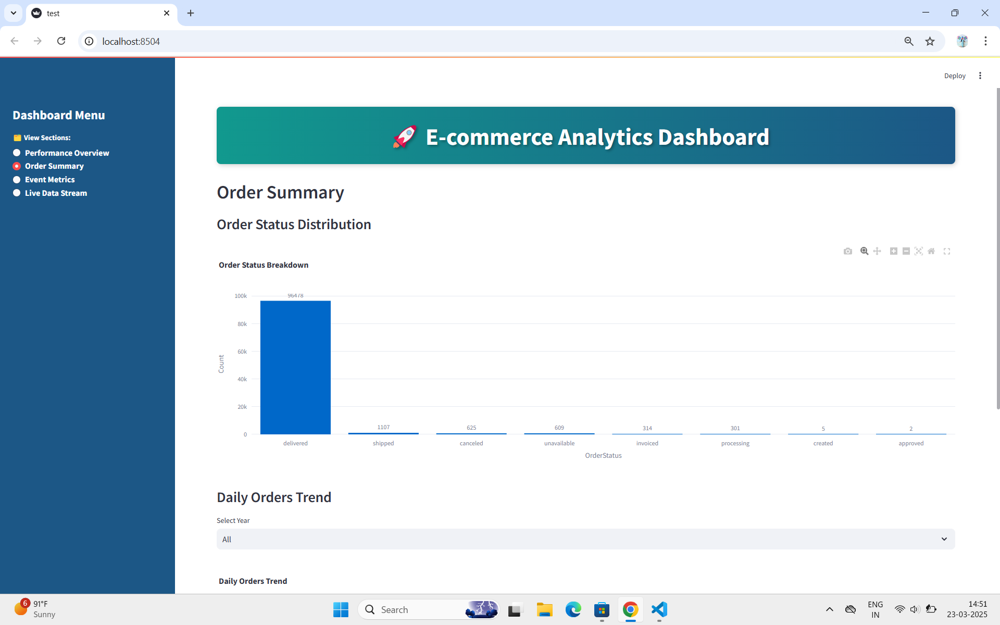 test
localhost:8504
Deploy
Dashboard Menu
View Sections:
Performance Overview
Order Summary
Event Metrics
Live Data Stream
E-commerce Analytics Dashboard
Order Summary
Order Status Distribution
Order Status Breakdown
100k
80k
60k
40k
20k
0
Count
96478
1107
625
609
314
301
5
2
delivered
shipped
canceled
unavailable
invoiced
processing
created
approved
OrderStatus
Daily Orders Trend
Select Year
All
Daily Orders Trend
6
91°F
Sunny
Search
ENG
IN
14:51
23-03-2025